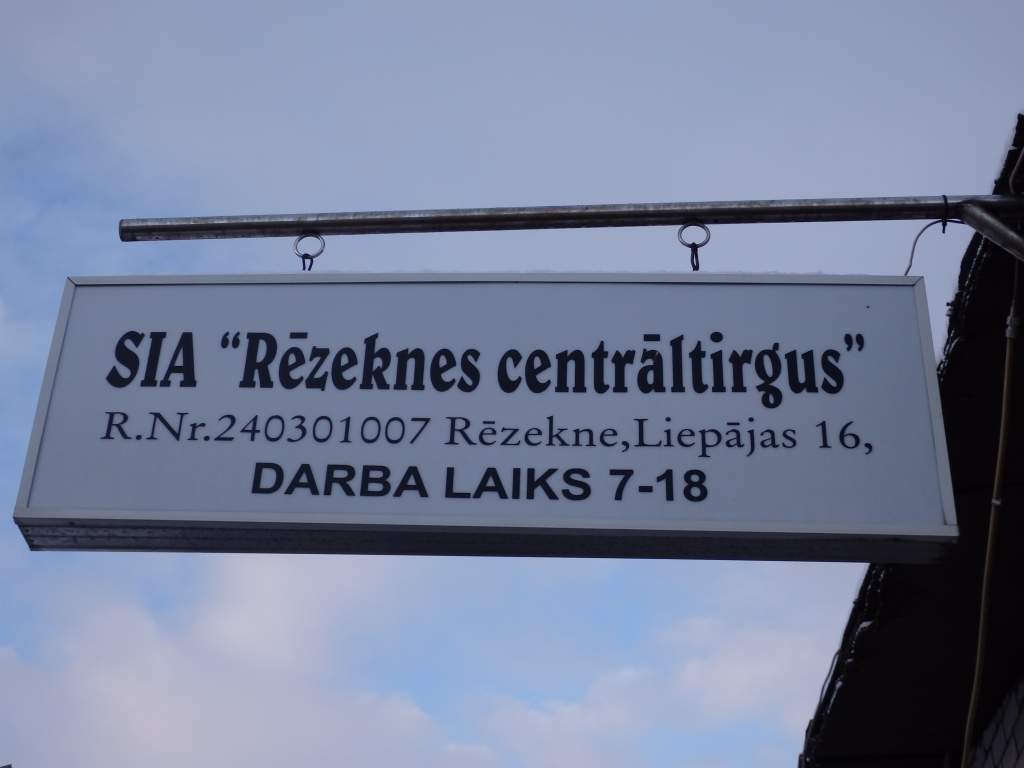 SIA “Rēzeknes centrāltirgus”
R.Nr.240301007 Rēzekne,Liepājas 16,
DARBA LAIKS 7-18